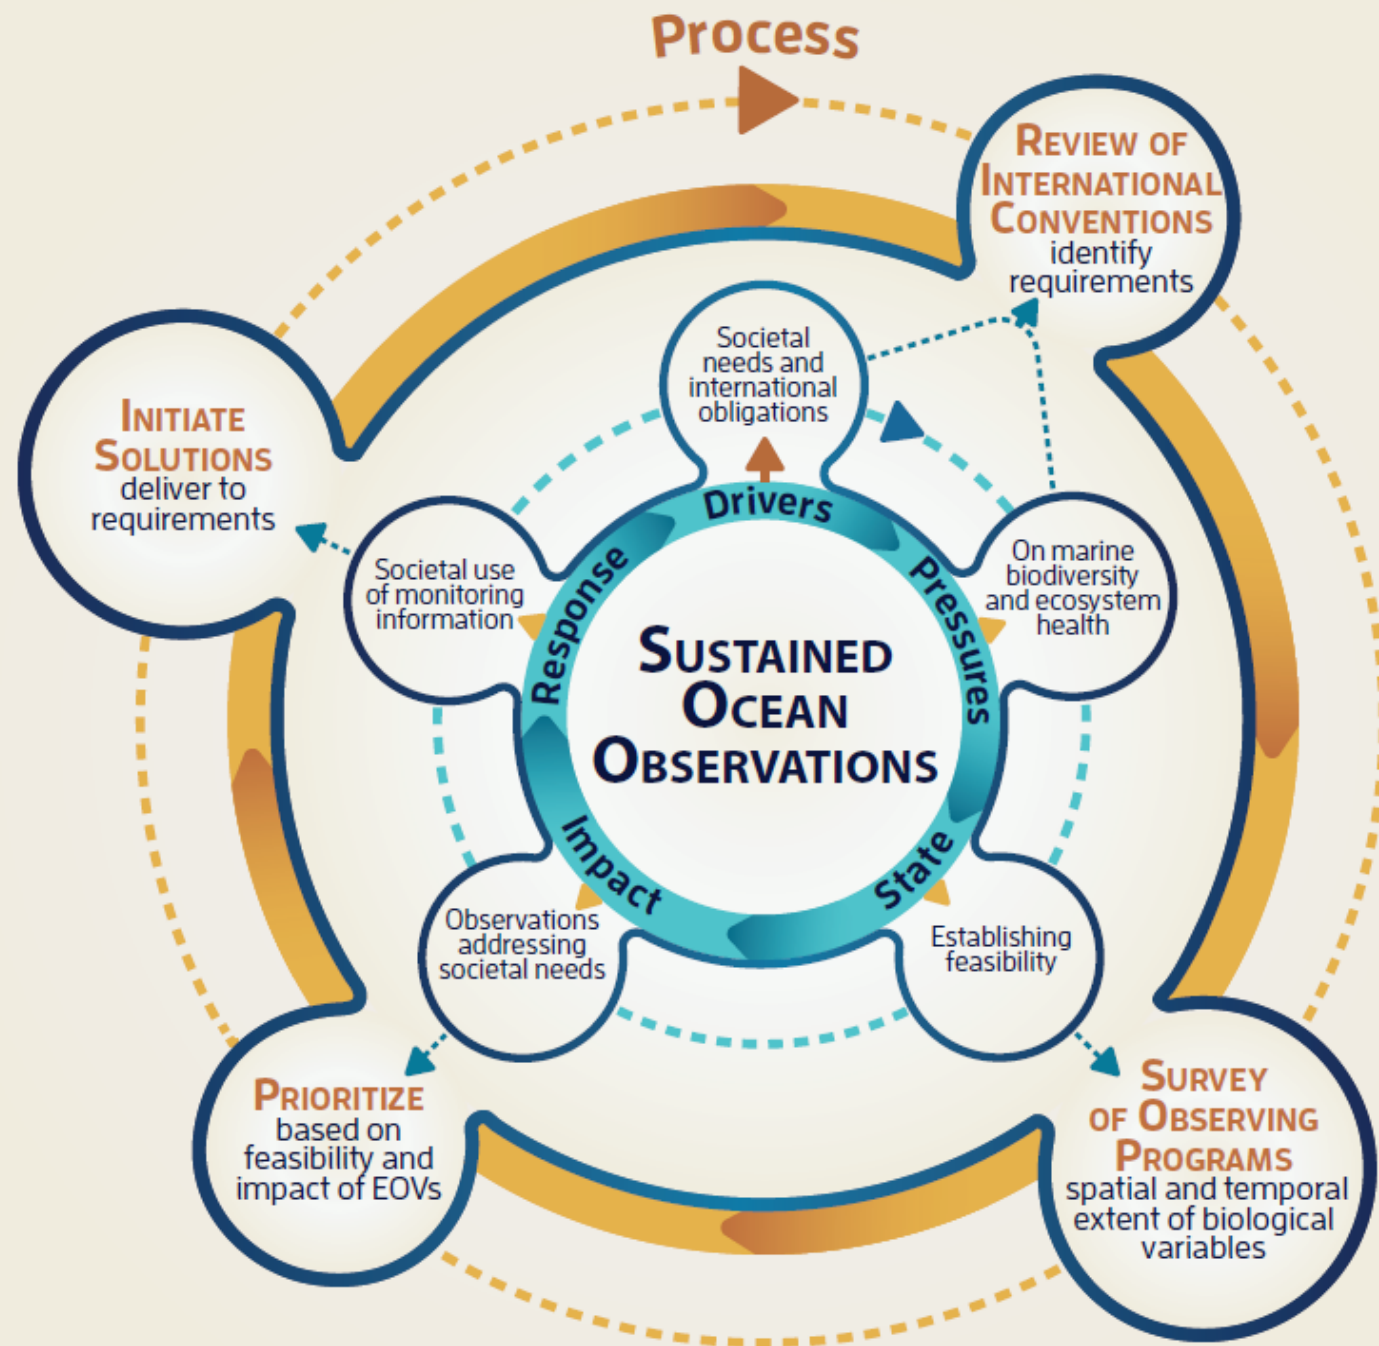 Process
REVIEW OF
INTERNATIONAL
CONVENTIONS
identify
requirements
Societal
needs and
international
obligations
INITIATE
SOLUTIONS
deliver to
requirements
Drivers
Societal use
of monitoring
information
Response
Pressures
On marine
biodiversity
and ecosystem
health
SUSTAINED
OCEAN
OBSERVATIONS
Impact
State
Observations
addressing
societal needs
Establishing
feasibility
PRIORITIZE
based on
feasibility and
impact of EOVs
SURVEY
OF OBSERVING
PROGRAMS
spatial and temporal
extent of biological
variables